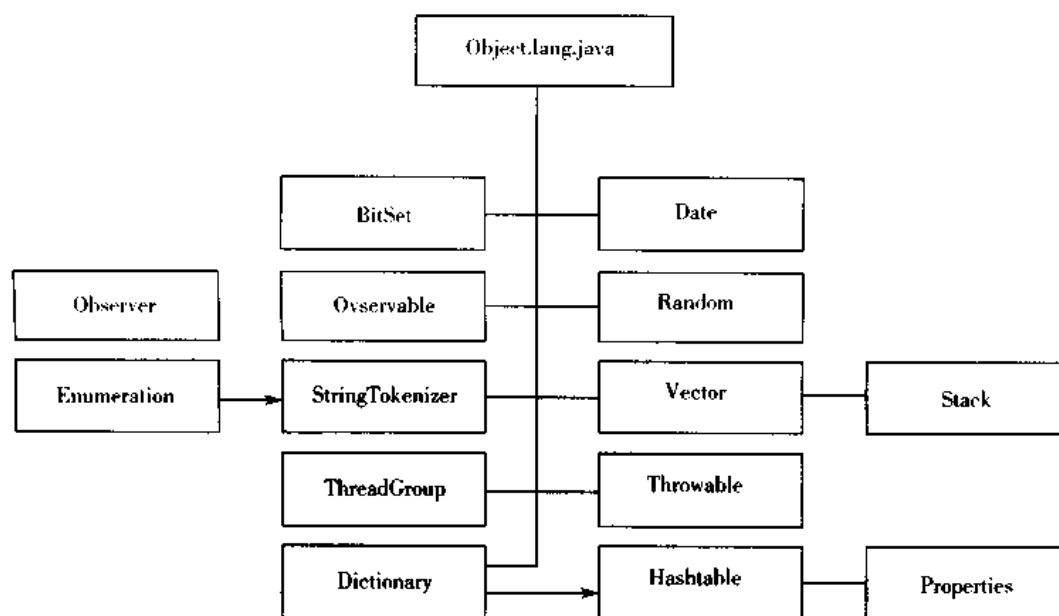 Object.lang.java
BitSet
Date
Observer
Ovservable
Random
Enumeration
StringTokenizer
Vector
Stack
ThreadGroup
Throwable
Dictionary
Hashtable
Properties